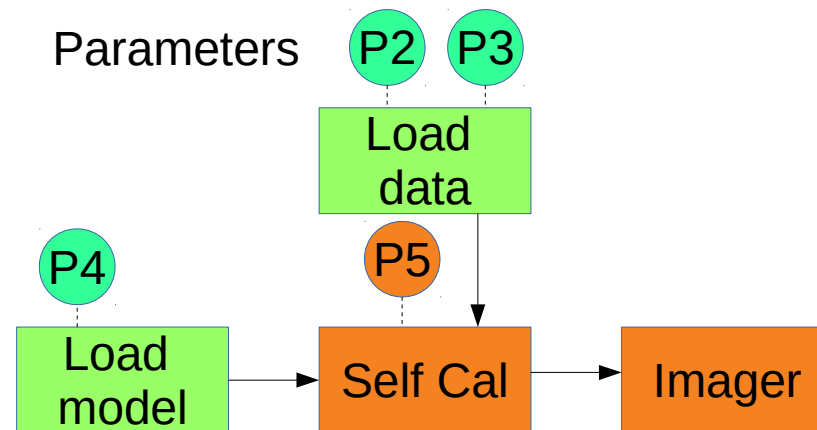 Parameters P2 P3
Load
data
P4
P5
Load
model
Self Cal
Imager